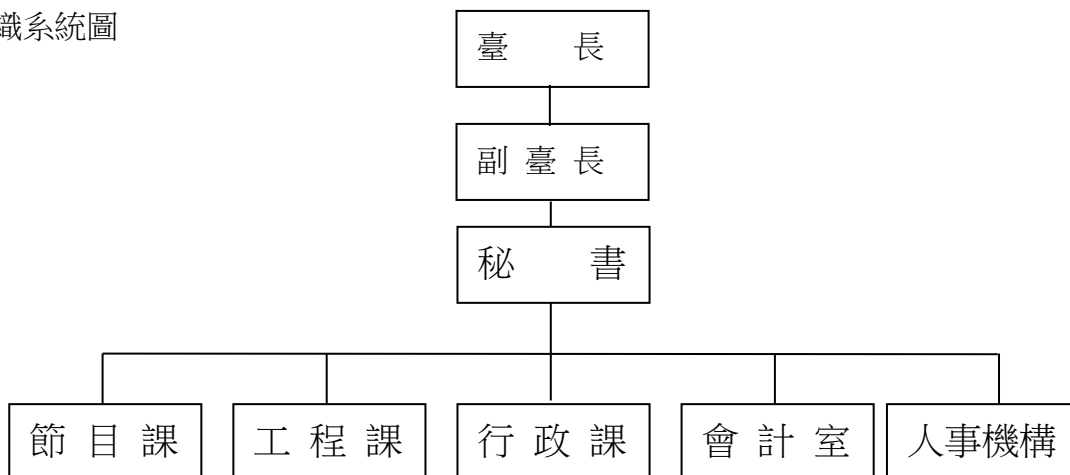 織系統圖
臺長
副臺長
秘書
節目課 工程課 行政課 會計室 人事機構